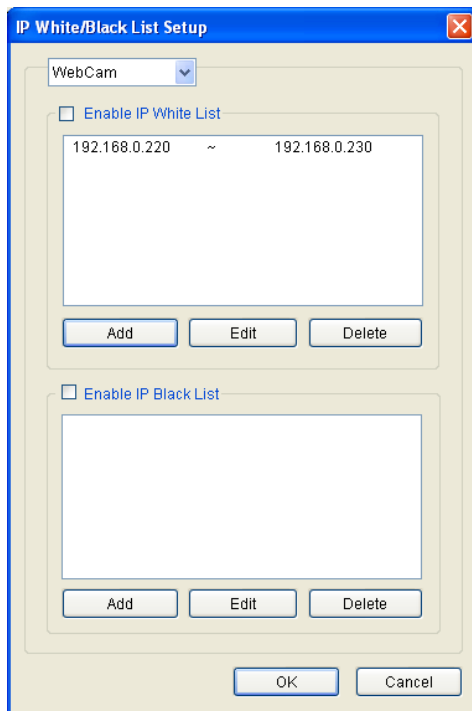 IP White/Black List Setup
WebCam
Enable IP White List
192.168.0.220 ~ 192.168.0.230
Add Edit Delete
Enable IP Black List
Add Edit Delete
OK Cancel